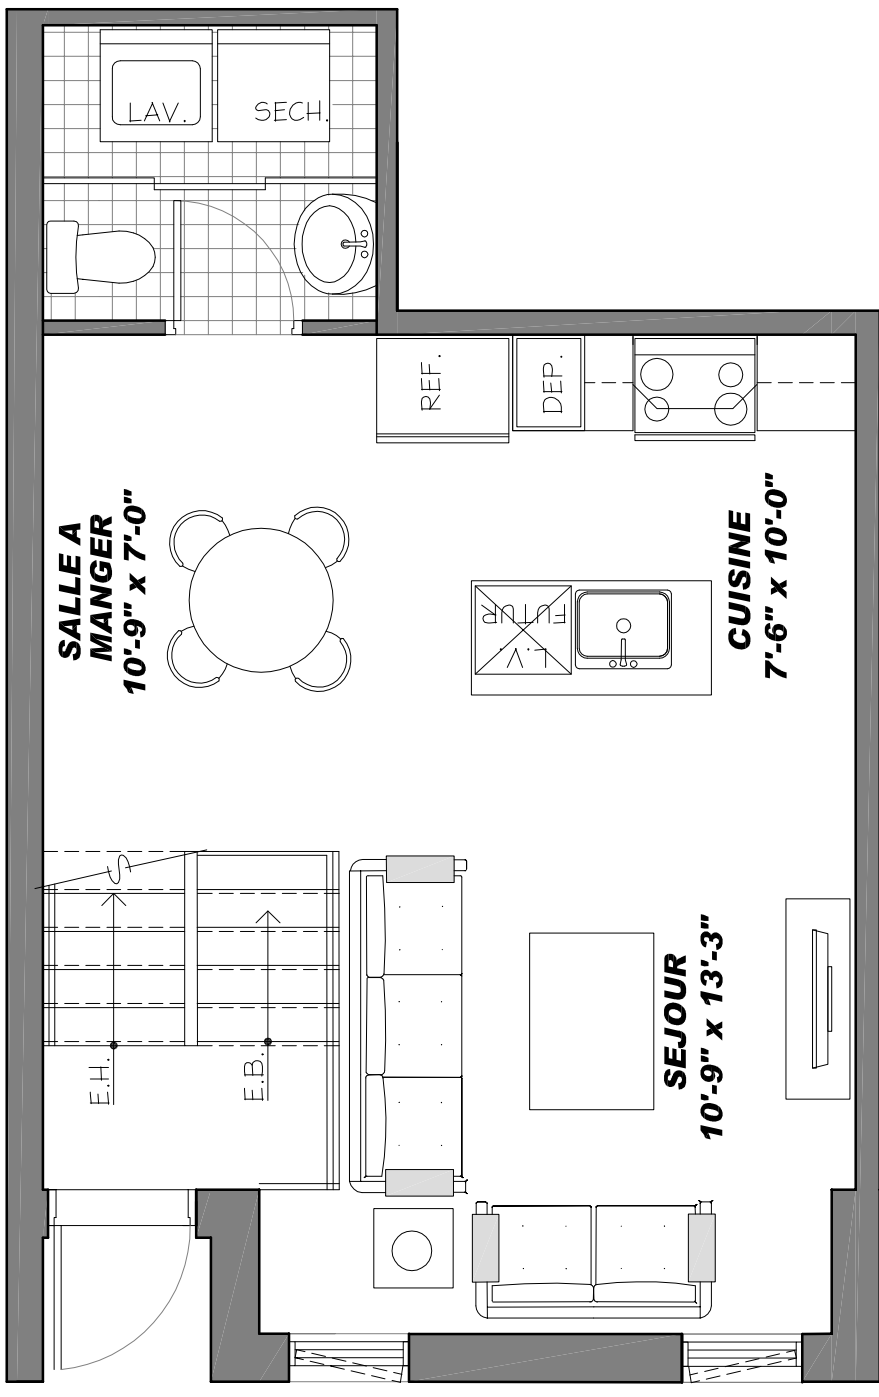 LAV.
SECH.
REF.
DEP.
SALLE A
MANGER
10'-9" x 7'-0"
CUISINE
7'-6" x 10'-0"
L.V.
FUTUR
E.H.
E.B.
SEJOUR
10'-9" x 13'-3"